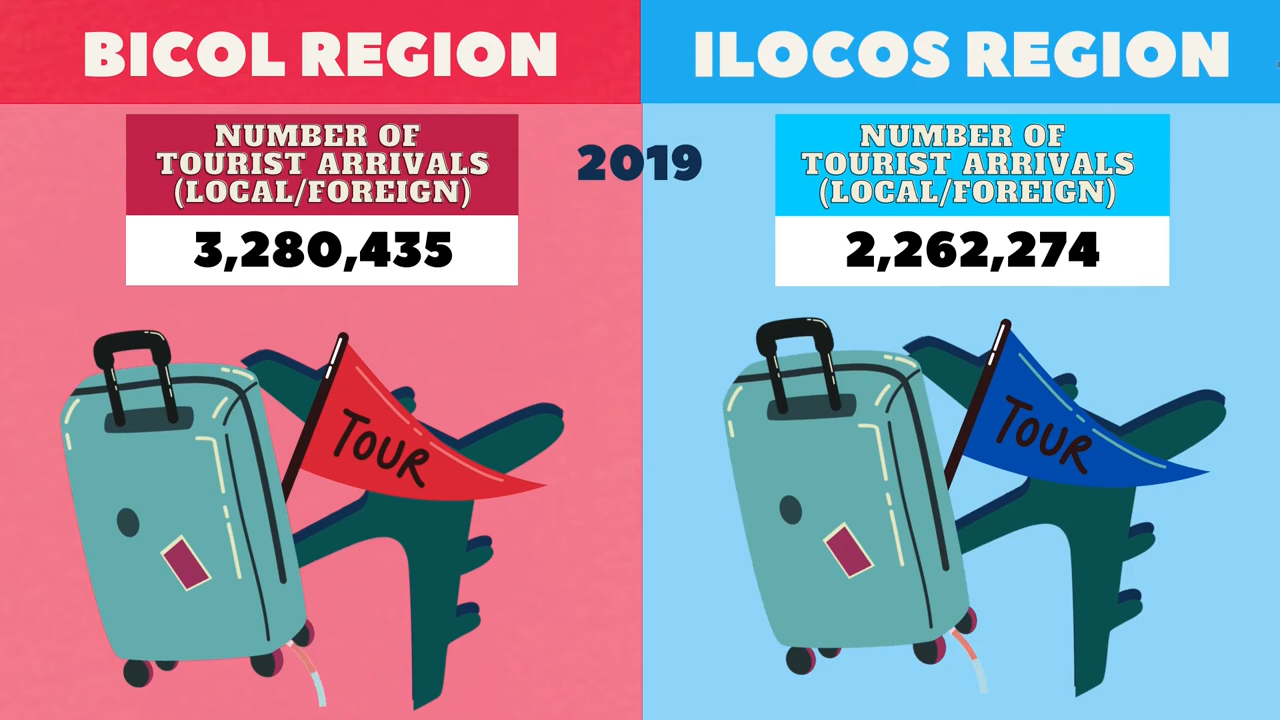 BICOL REGION
ILOCOS REGION
NUMBER OF
TOURIST ARRIVALS
(LOCAL/FOREIGN)
3,280,435
2019
NUMBER OF
TOURIST ARRIVALS
(LOCAL/FOREIGN)
2,262,274
TOUR
TOUR